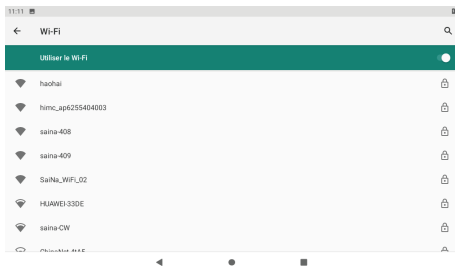 11:11
Wi-Fi
Utiliser le Wi-Fi
haohai
himc_ap6255404003
saina-408
saina-409
SaiNa_WiFi_02
HUAWEI-33DE
saina-CW